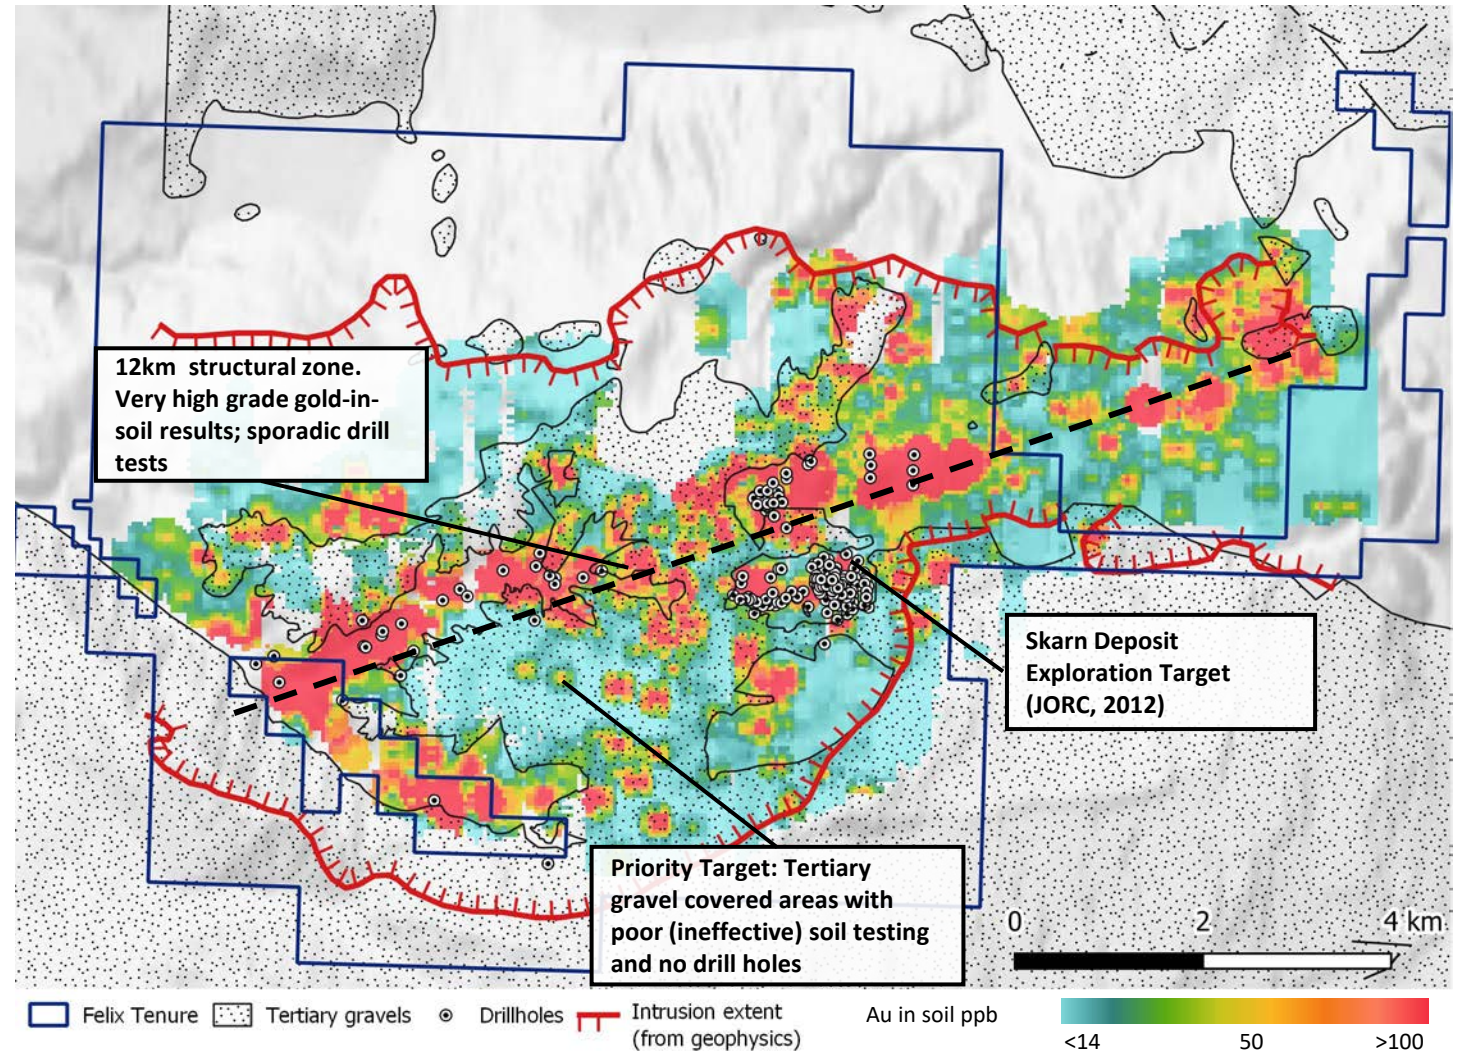 12km structural zone.
Very high grade gold-in-
soil results; sporadic drill
tests
Skarn Deposit
Exploration Target
(JORC, 2012)
Priority Target: Tertiary
gravel covered areas with
poor (ineffective) soil testing
and no drill holes
0 2 4 km
Felix Tenure
Tertiary gravels
Drillholes
Intrusion extent
(from geophysics)
Au in soil ppb
<14 50 >100